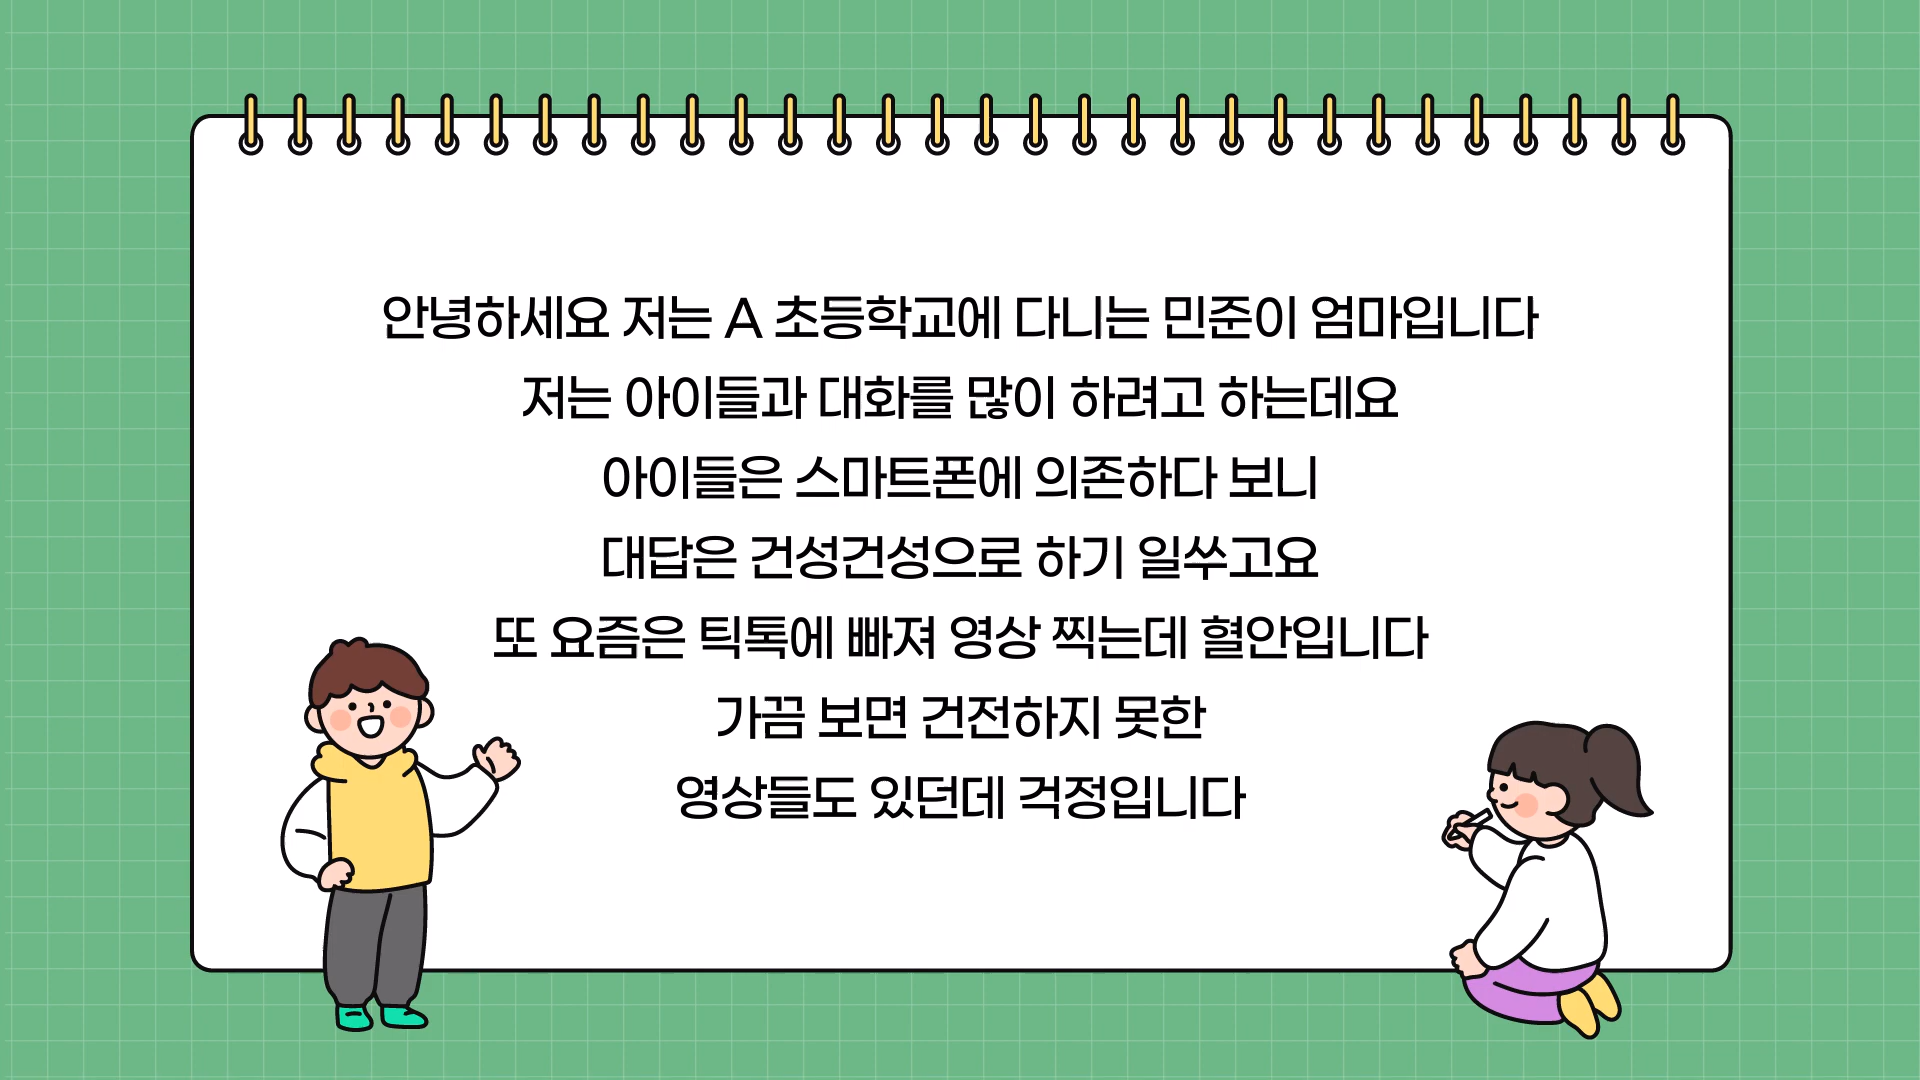 안녕하세요 저는 A 초등학교에 다니는 민준이 엄마입니다
저는 아이들과 대화를 많이 하려고 하는데요
아이들은 스마트폰에 의존하다 보니
대답은 건성건성으로 하기 일쑤고요
또 요즘은 틱톡에 빠져 영상 찍는데 혈안입니다
가끔 보면 건전하지 못한
영상들도 있던데 걱정입니다